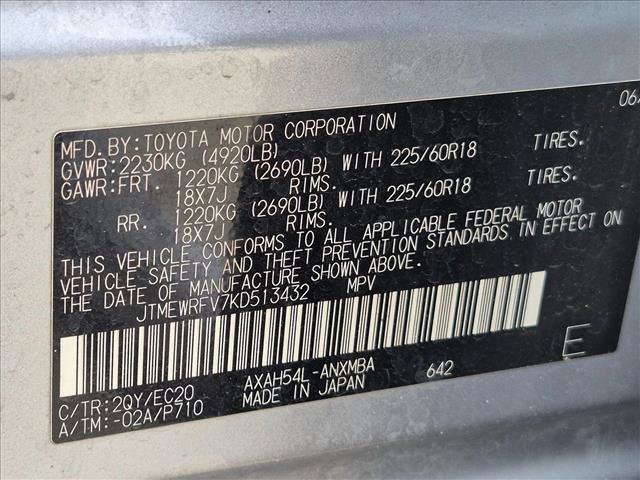 06/
MFD. BY: TOYOTA MOTOR CORPORATION
GVWR: 2230KG (4920LB)
GAWR: FRT. 1220KG (2690LB) WITH 225/60R18 TIRES.
18X7J RIMS.
RR. 1220KG (2690LB) WITH 225/60R18 TIRES.
18X7J RIMS.
THIS VEHICLE CONFORMS TO ALL APPLICABLE FEDERAL MOTOR
VEHICLE SAFETY AND THEFT PREVENTION STANDARDS IN EFFECT ON
THE DATE OF MANUFACTURE SHOWN ABOVE.
JTMEWRFV7KD513432 MPV
E
C/TR: 2QY/EC20 AXAH54L-ANXMBA 642
A/TM: -02A/P710 MADE IN JAPAN